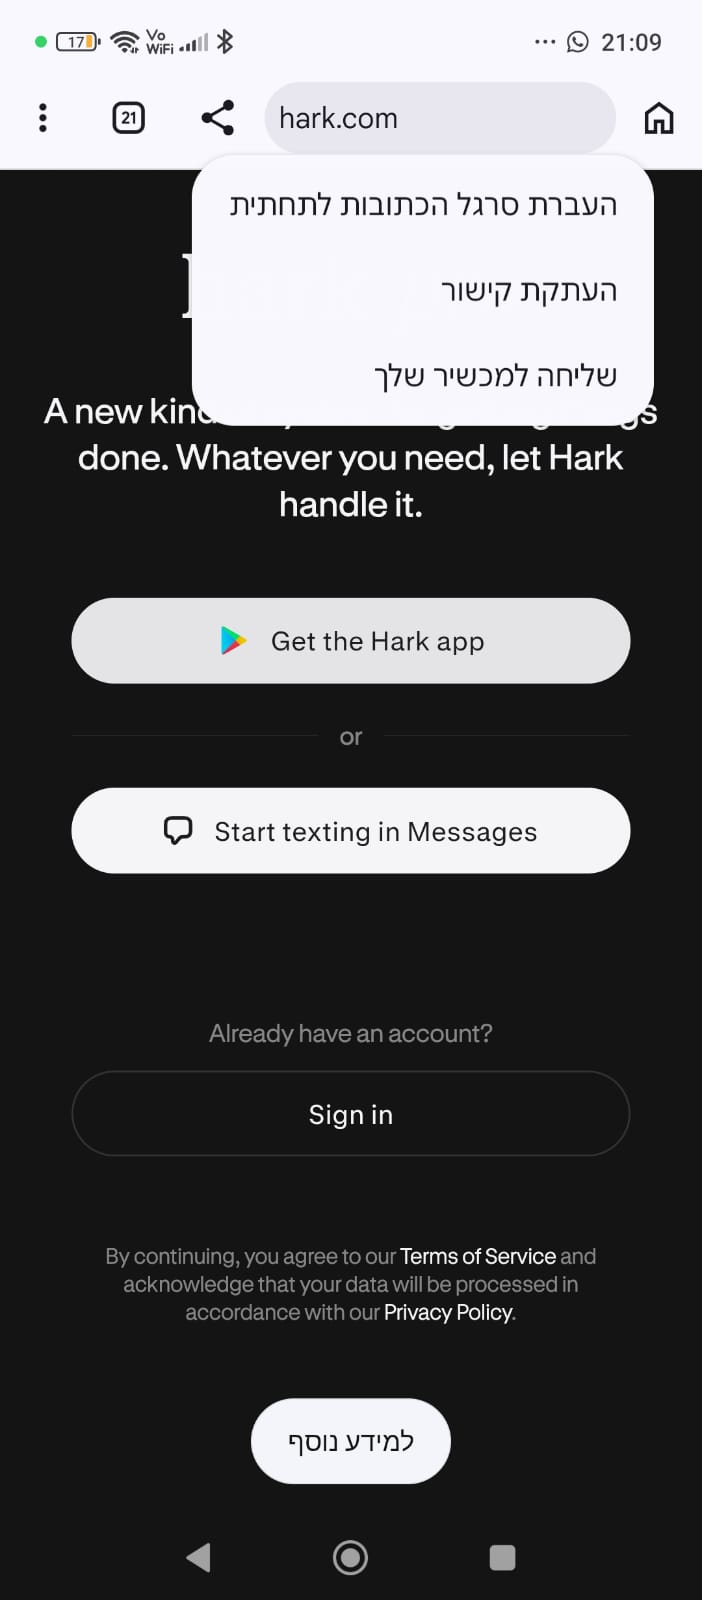 17
Vo
WiFi
21:09
21
hark.com
העברת סרגל הכתובות לתחתית
העתקת קישור
שליחה למכשיר שלך
A new kind
done. Whatever you need, let Hark
handle it.
Get the Hark app
or
Start texting in Messages
Already have an account?
Sign in
By continuing, you agree to our Terms of Service and
acknowledge that your data will be processed in
accordance with our Privacy Policy.
למידע נוסף